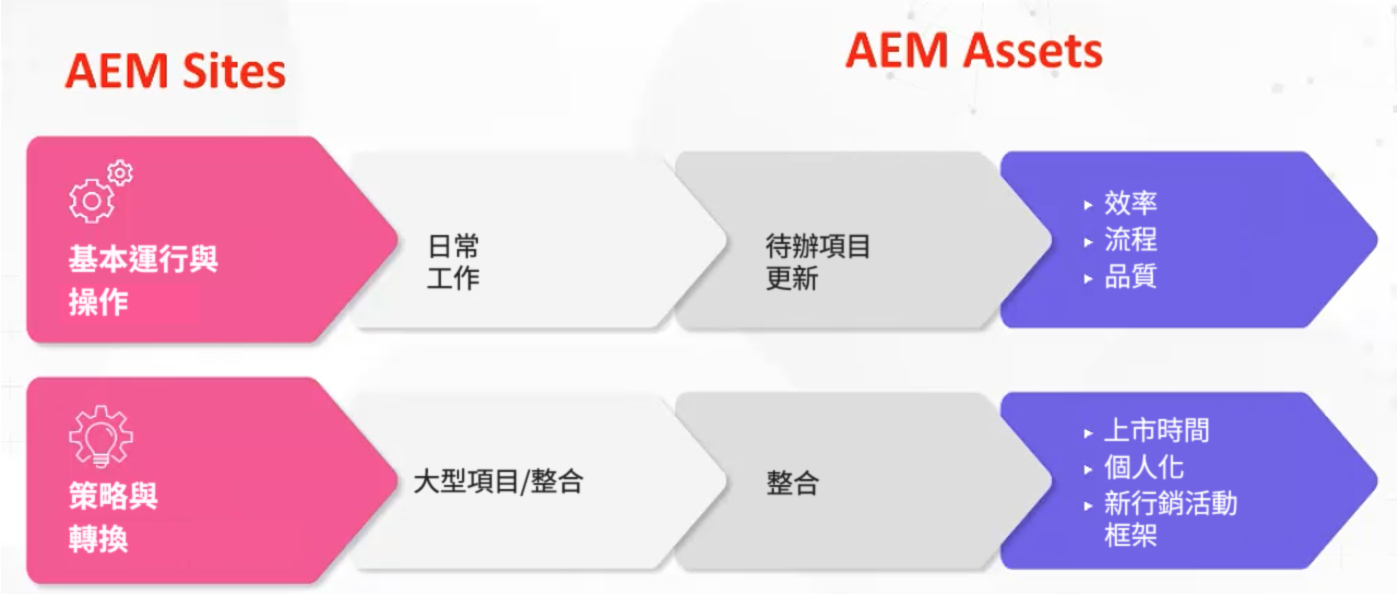 AEM Sites
AEM Assets
基本運行與
操作
日常
工作
待辦項目
更新
效率
流程
品質
策略與
轉換
大型項目/整合
整合
上市時間
個人化
新行銷活動
框架